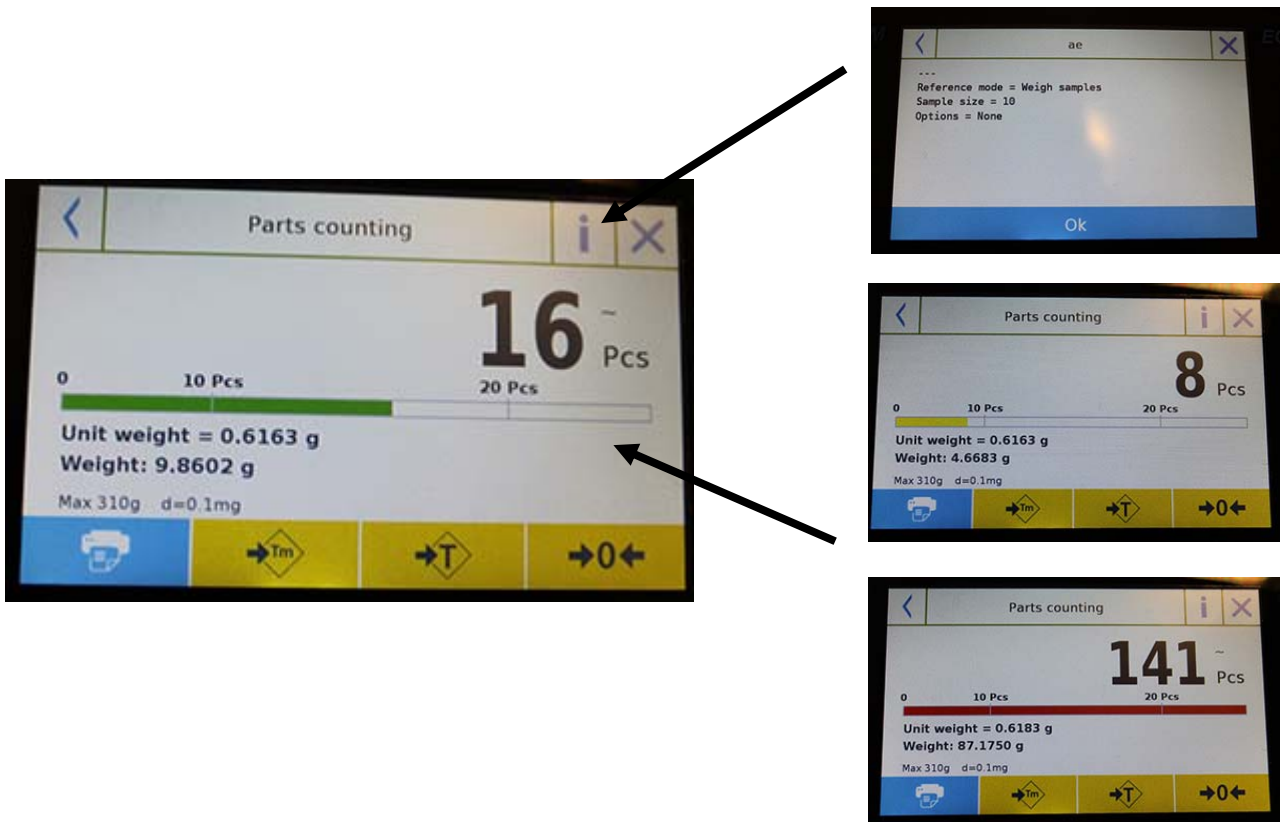 Parts counting
i
16 ~ Pcs
0 10 Pcs 20 Pcs
Unit weight = 0.6163 g
Weight: 9.8602 g
Max 310g d=0.1mg
Tm T 0
ae
---
Reference mode = Weigh samples
Sample size = 10
Options = None
Ok
Parts counting
i
8 Pcs
0 10 Pcs 20 Pcs
Unit weight = 0.6163 g
Weight: 4.6683 g
Max 310g d=0.1mg
Tm T 0
Parts counting
i
141 ~ Pcs
0 10 Pcs 20 Pcs
Unit weight = 0.6183 g
Weight: 87.1750 g
Max 310g d=0.1mg
Tm T 0